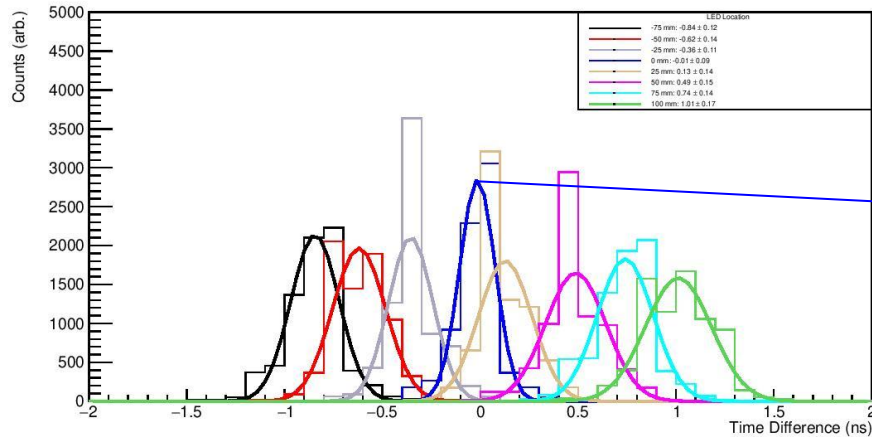 Counts (arb.)
5000
4500
4000
3500
3000
2500
2000
1500
1000
500
0
LED Location
-75 mm: -0.84 ± 0.12
-50 mm: -0.62 ± 0.14
-25 mm: -0.36 ± 0.11
0 mm: -0.01 ± 0.09
25 mm: 0.13 ± 0.14
50 mm: 0.49 ± 0.15
75 mm: 0.74 ± 0.14
100 mm: 1.01 ± 0.17
−2 −1.5 −1 −0.5 0 0.5 1 1.5 2
Time Difference (ns)